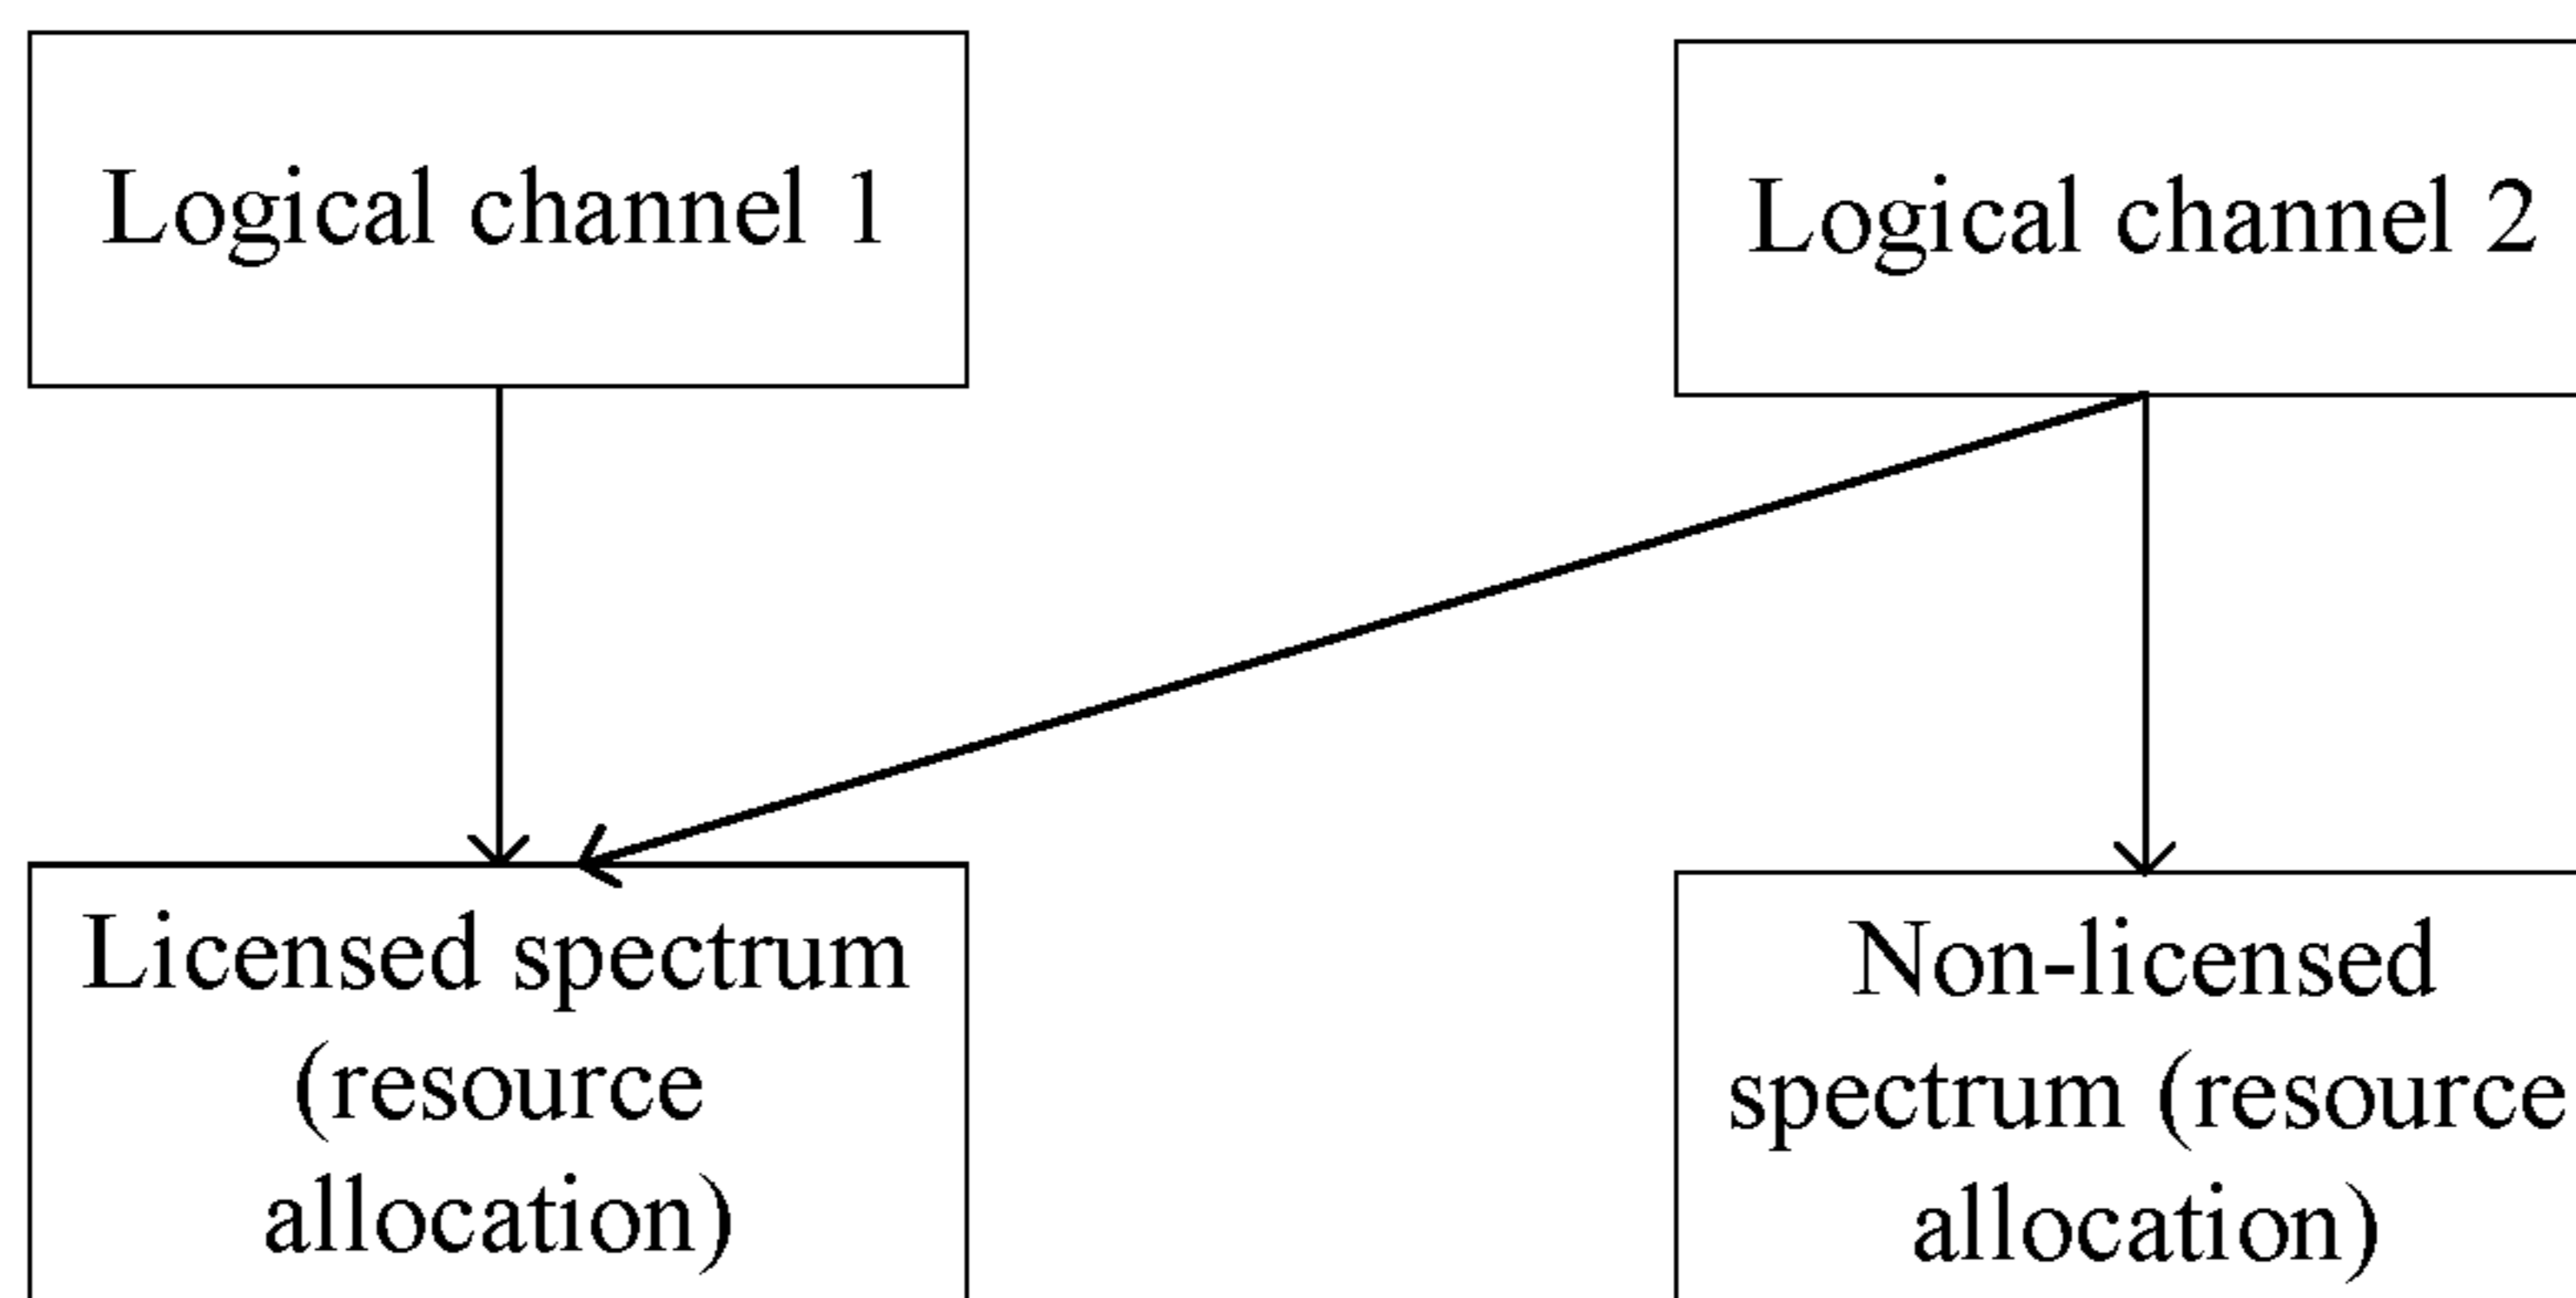 Logical channel 1
Logical channel 2
Licensed spectrum
(resource
allocation)
Non-licensed
spectrum (resource
allocation)